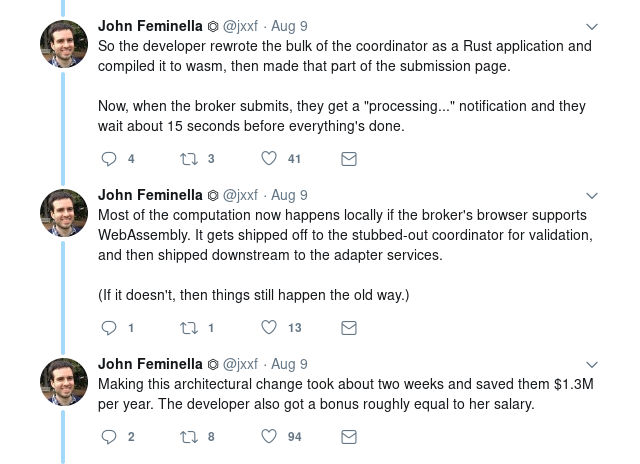 John Feminella @jxxf · Aug 9
So the developer rewrote the bulk of the coordinator as a Rust application and
compiled it to wasm, then made that part of the submission page.
Now, when the broker submits, they get a "processing..." notification and they
wait about 15 seconds before everything's done.
4 3 41
John Feminella @jxxf · Aug 9
Most of the computation now happens locally if the broker's browser supports
WebAssembly. It gets shipped off to the stubbed-out coordinator for validation,
and then shipped downstream to the adapter services.
(If it doesn't, then things still happen the old way.)
1 1 13
John Feminella @jxxf · Aug 9
Making this architectural change took about two weeks and saved them $1.3M
per year. The developer also got a bonus roughly equal to her salary.
2 8 94